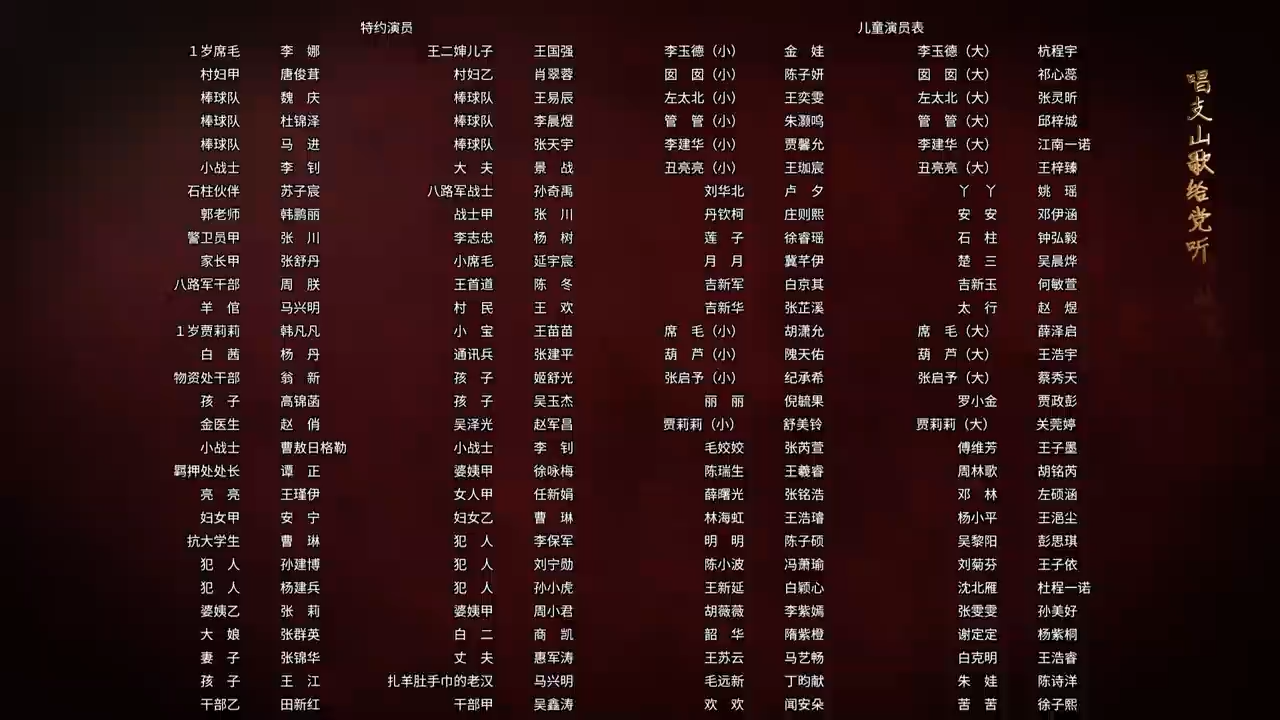 特约演员 儿童演员表
1岁席毛 李 娜 王二婶儿子 王国强 李玉德（小） 金 娃 李玉德（大） 杭程宇
村妇甲 唐俊茸 村妇乙 肖翠蓉 囡 囡（小） 陈子妍 囡 囡（大） 祁心蕊
棒球队 魏 庆 棒球队 王易辰 左太北（小） 王奕雯 左太北（大） 张灵昕
棒球队 杜锦泽 棒球队 李晨煜 管 管（小） 朱灏鸣 管 管（大） 邱梓城
棒球队 马 进 棒球队 张天宇 李建华（小） 贾馨允 李建华（大） 江南一诺
小战士 李 钊 大 夫 景 战 丑亮亮（小） 王珈宸 丑亮亮（大） 王梓臻
石柱伙伴 苏子宸 八路军战士 孙奇禹 刘华北 卢 夕 丫 丫 姚 瑶
郭老师 韩鹏丽 战士甲 张 川 丹钦柯 庄则熙 安 安 邓伊涵
警卫员甲 张 川 李志忠 杨 树 莲 子 徐睿瑶 石 柱 钟弘毅
家长甲 张舒丹 小席毛 延宇宸 月 月 冀芊伊 楚 三 吴晨烨
八路军干部 周 朕 王首道 陈 冬 吉新军 白京其 吉新玉 何敏萱
羊 倌 马兴明 村 民 王 欢 吉新华 张芷溪 太 行 赵 煜
1岁贾莉莉 韩凡凡 小 宝 王苗苗 席 毛（小） 胡潇允 席 毛（大） 薛泽启
白 茜 杨 丹 通讯兵 张建平 葫 芦（小） 隗天佑 葫 芦（大） 王浩宇
物资处干部 翁 新 孩 子 姬舒光 张启予（小） 纪承希 张启予（大） 蔡秀天
孩 子 高锦菡 孩 子 吴玉杰 丽 丽 倪毓果 罗小金 贾政彭
金医生 赵 俏 吴泽光 赵军昌 贾莉莉（小） 舒美铃 贾莉莉（大） 关莞婷
小战士 曹敖日格勒 小战士 李 钊 毛姣姣 张芮萱 傅维芳 王子墨
羁押处处长 谭 正 婆姨甲 徐咏梅 陈瑞生 王羲睿 周林歌 胡铭芮
亮 亮 王瑾伊 女人甲 任新娟 薛曙光 张铭浩 邓 林 左硕涵
妇女甲 安 宁 妇女乙 曹 琳 林海虹 王浩璿 杨小平 王浥尘
抗大学生 曹 琳 犯 人 李保军 明 明 陈子硕 吴黎阳 彭思琪
犯 人 孙建博 犯 人 刘宁勋 陈小波 冯萧瑜 刘菊芬 王子依
犯 人 杨建兵 犯 人 孙小虎 王新延 白颖心 沈北雁 杜程一诺
婆姨乙 张 莉 婆姨甲 周小君 胡薇薇 李紫嫣 张雯雯 孙美好
大 娘 张群英 白 二 商 凯 韶 华 隋紫橙 谢定定 杨紫桐
妻 子 张锦华 丈 夫 惠军涛 王苏云 马艺畅 白克明 王浩睿
孩 子 王 江 扎羊肚手巾的老汉 马兴明 毛远新 丁昀献 朱 娃 陈诗洋
干部乙 田新红 干部甲 吴鑫涛 欢 欢 闻安朵 苦 苦 徐子熙
唱支山歌给党听